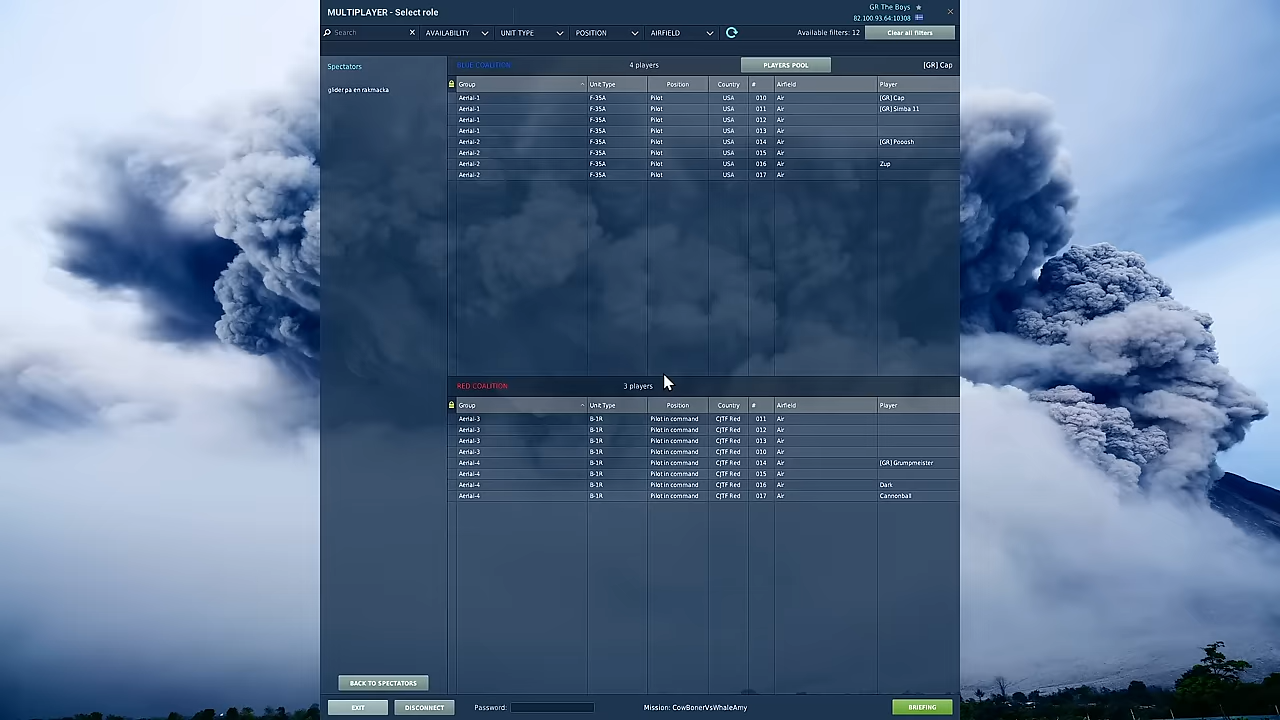 MULTIPLAYER - Select role
GR The Boys
82.100.93.64:10308
Search AVAILABILITY UNIT TYPE POSITION AIRFIELD Available filters: 12 Clear all filters
Spectators
gliderpa en rakmacka
BLUE COALITION 4 players PLAYERS POOL [GR] Cap
Group Unit Type Position Country # Airfield Player
Aerial-1 F-35A Pilot USA 010 Air [GR] Cap
Aerial-1 F-35A Pilot USA 011 Air [GR] Simba 11
Aerial-1 F-35A Pilot USA 012 Air
Aerial-1 F-35A Pilot USA 013 Air
Aerial-2 F-35A Pilot USA 014 Air [GR] Pooosh
Aerial-2 F-35A Pilot USA 015 Air
Aerial-2 F-35A Pilot USA 016 Air Zup
Aerial-2 F-35A Pilot USA 017 Air
RED COALITION 3 players
Group Unit Type Position Country # Airfield Player
Aerial-3 B-1R Pilot in command CJTF Red 011 Air
Aerial-3 B-1R Pilot in command CJTF Red 012 Air
Aerial-3 B-1R Pilot in command CJTF Red 013 Air
Aerial-3 B-1R Pilot in command CJTF Red 010 Air
Aerial-4 B-1R Pilot in command CJTF Red 014 Air [GR] Grumpmeister
Aerial-4 B-1R Pilot in command CJTF Red 015 Air
Aerial-4 B-1R Pilot in command CJTF Red 016 Air Dark
Aerial-4 B-1R Pilot in command CJTF Red 017 Air Cannonball
BACK TO SPECTATORS
EXIT DISCONNECT Password: Mission: CowBonerVsWhaleAmy BRIEFING